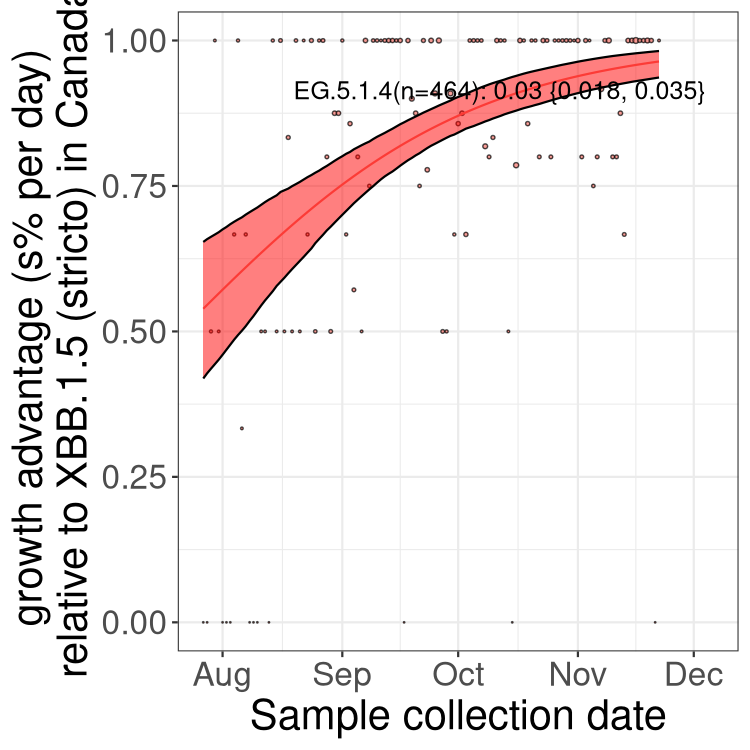 growth advantage (s% per day)
relative to XBB.1.5 (stricto) in Canada
1.00
0.75
0.50
0.25
0.00
EG.5.1.4(n=464): 0.03 {0.018, 0.035}
Aug Sep Oct Nov Dec
Sample collection date